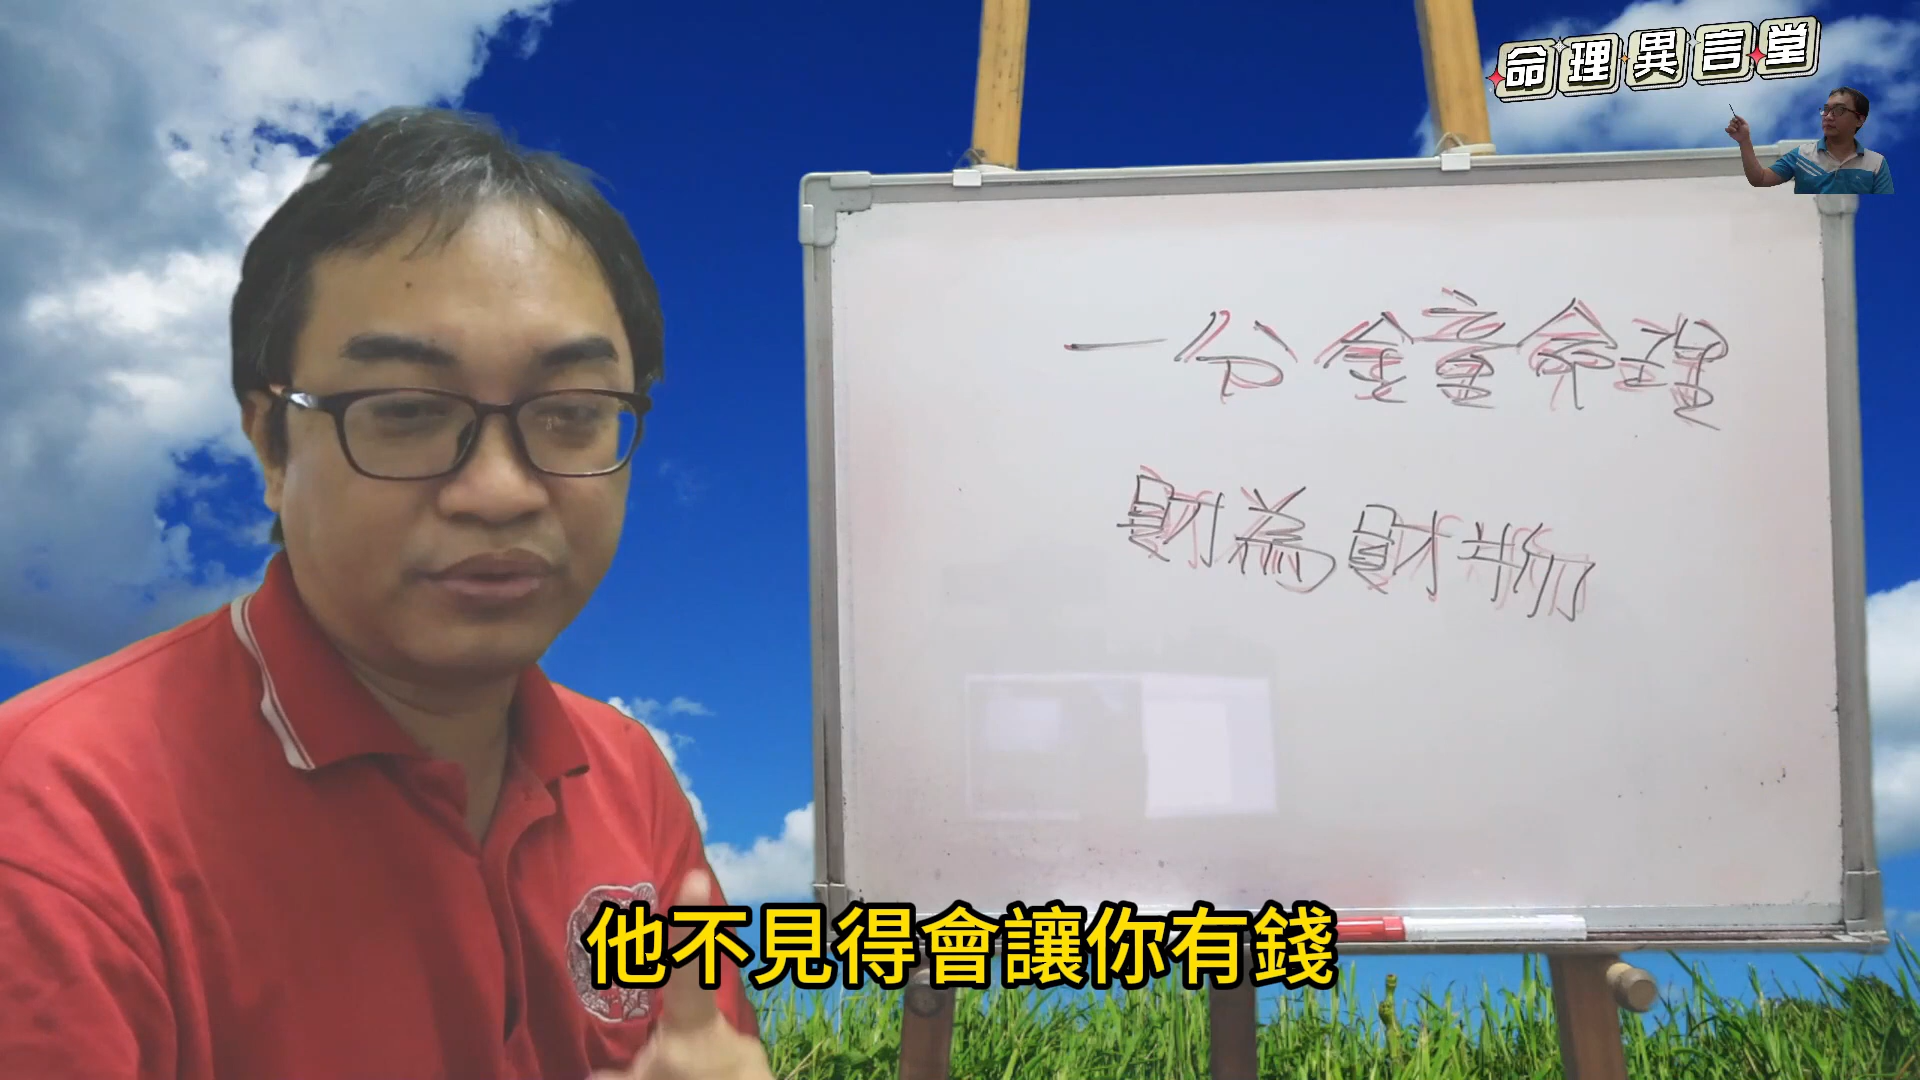 命理異言堂
一分鐘命理
財為財物
他不見得會讓你有錢